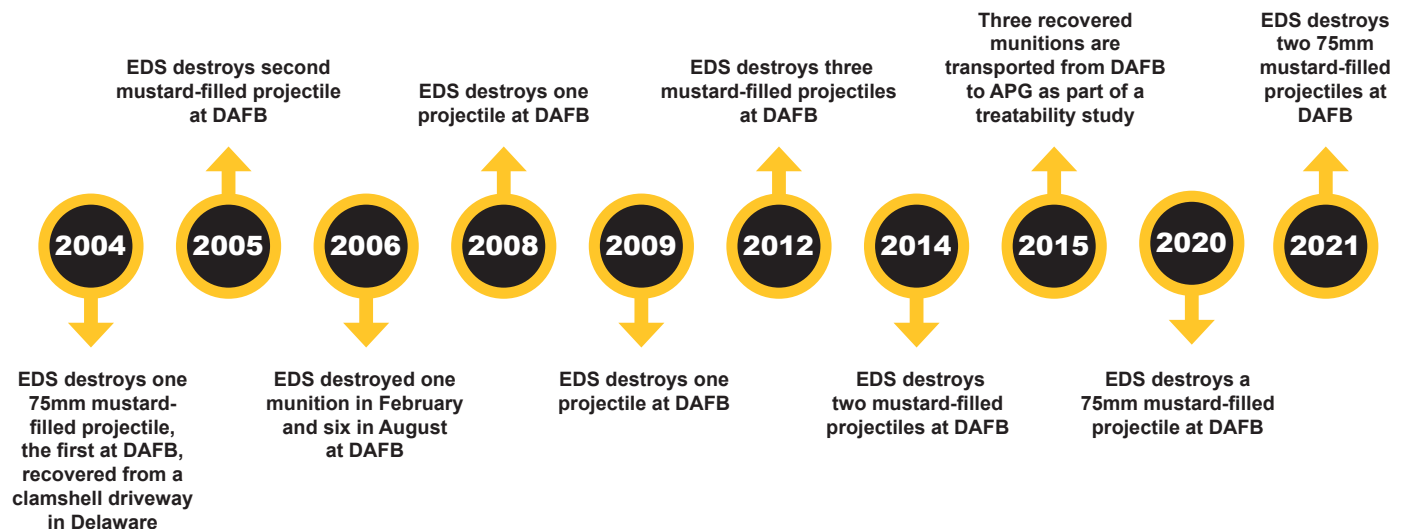 2004
EDS destroys one
75mm mustard-
filled projectile,
the first at DAFB,
recovered from a
clamshell driveway
in Delaware
EDS destroys second
mustard-filled projectile
at DAFB
2005
2006
EDS destroyed one
munition in February
and six in August
at DAFB
EDS destroys one
projectile at DAFB
2008
2009
EDS destroys one
projectile at DAFB
EDS destroys three
mustard-filled projectiles
at DAFB
2012
2014
EDS destroys
two mustard-filled
projectiles at DAFB
Three recovered
munitions are
transported from DAFB
to APG as part of a
treatability study
2015
2020
EDS destroys a
75mm mustard-filled
projectile at DAFB
EDS destroys
two 75mm
mustard-filled
projectiles at
DAFB
2021